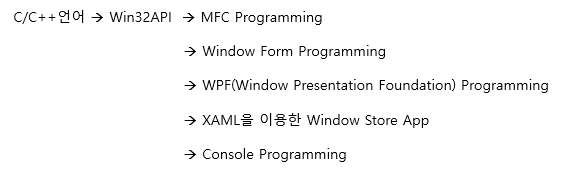 C/C++언어 → Win32API → MFC Programming
→ Window Form Programming
→ WPF(Window Presentation Foundation) Programming
→ XAML을 이용한 Window Store App
→ Console Programming